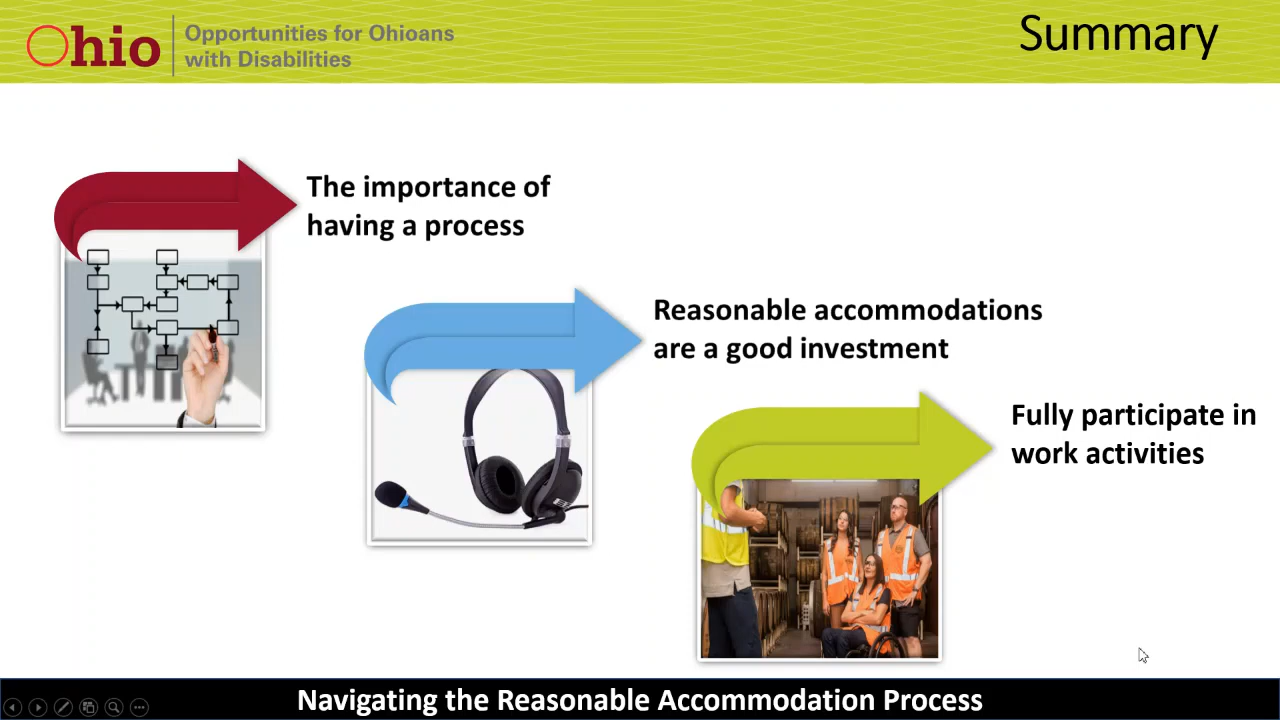 Ohio
Opportunities for Ohioans
with Disabilities
Summary
The importance of
having a process
Reasonable accommodations
are a good investment
Fully participate in
work activities
Navigating the Reasonable Accommodation Process